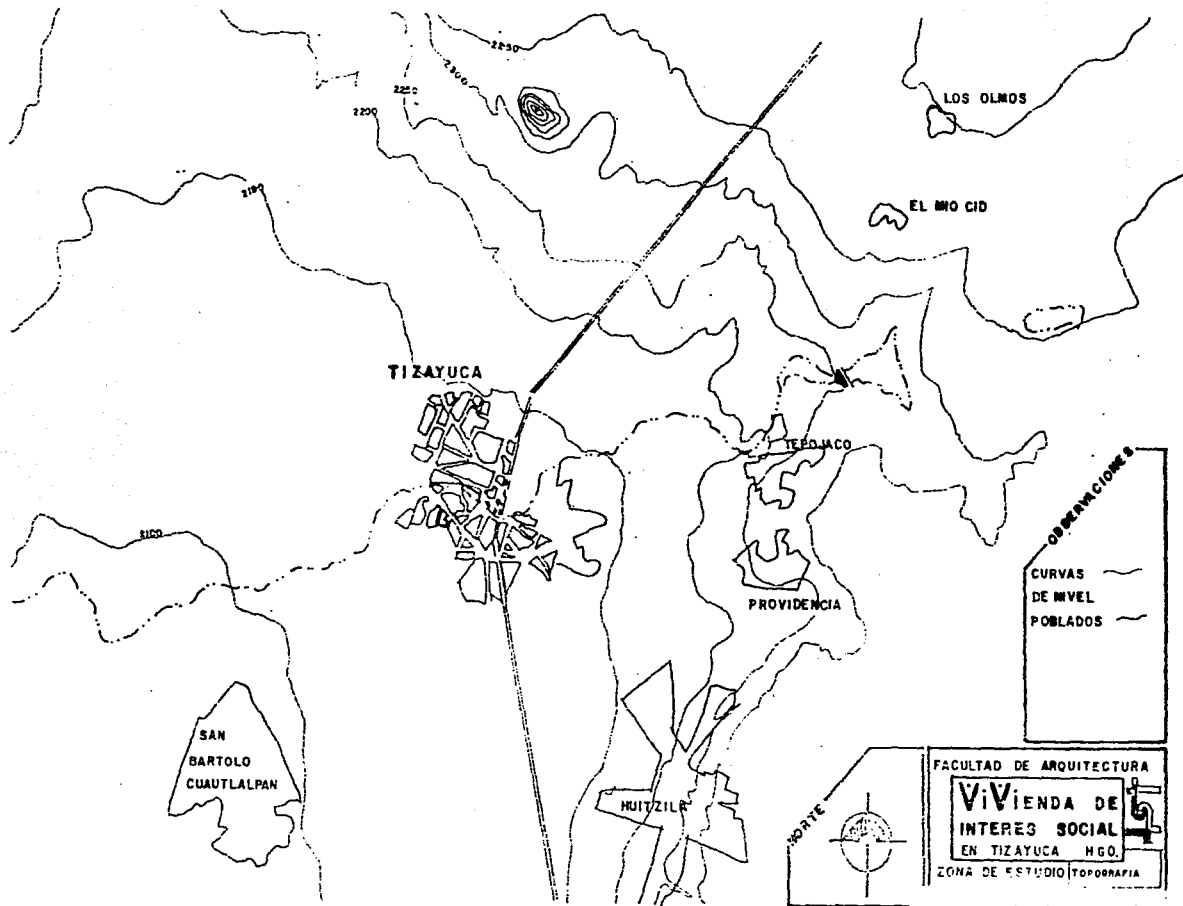 2250
2300
2250
2200
2150
LOS OLMOS
EL MIO CID
TIZAYUCA
TEPOJACO
2100
PROVIDENCIA
SAN
BARTOLO
CUAUTLALPAN
HUITZILA
OBSERVACIONES
CURVAS
DE NIVEL
POBLADOS
NORTE
FACULTAD DE ARQUITECTURA
ViViENDA DE
INTERES SOCIAL
EN TIZAYUCA HGO.
ZONA DE ESTUDIO TOPOGRAFIA